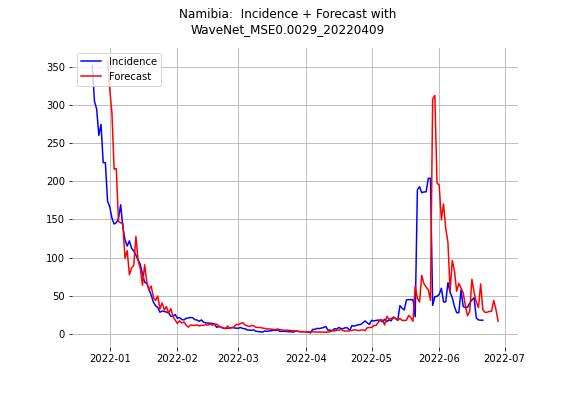 Namibia:  Incidence + Forecast with
WaveNet_MSE0.0029_20220409
Incidence
Forecast
350
300
250
200
150
100
50
0
2022-01 2022-02 2022-03 2022-04 2022-05 2022-06 2022-07